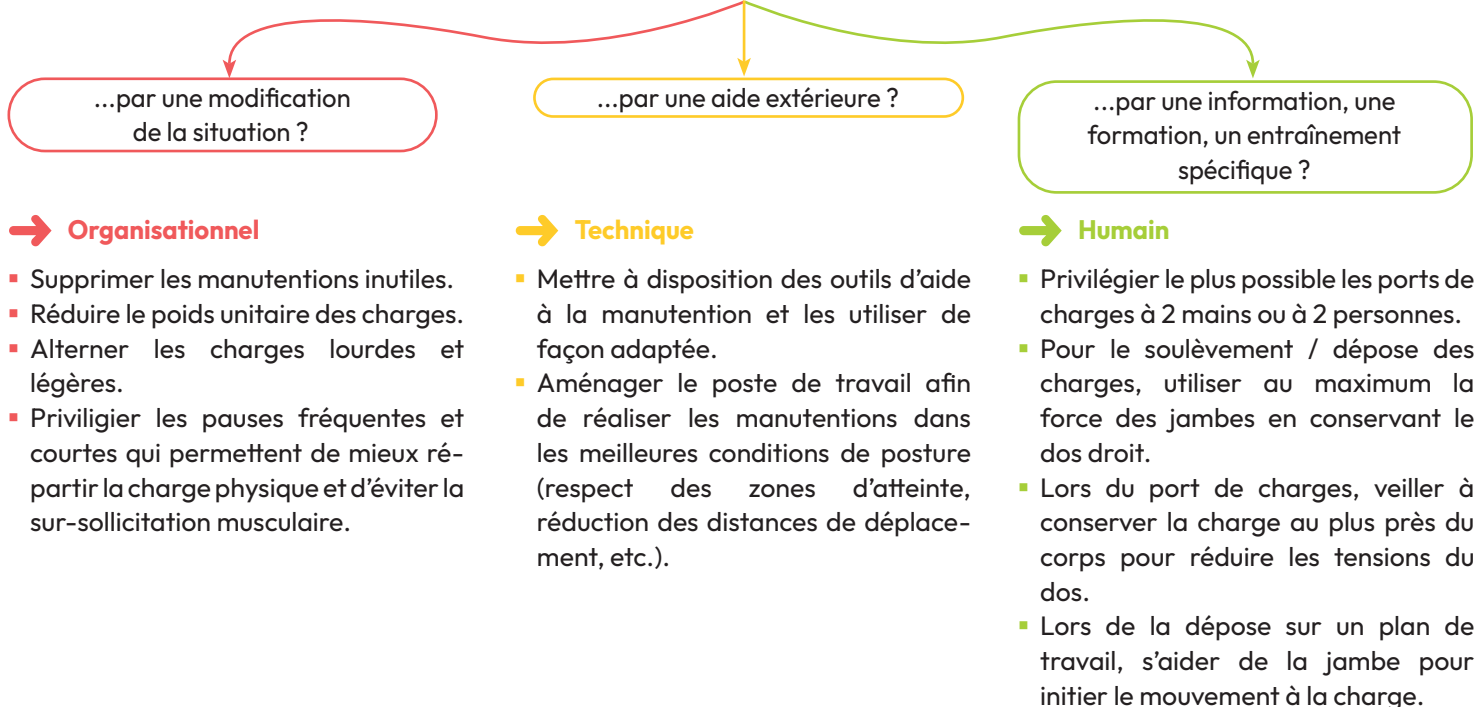 ...par une modification
de la situation ?
...par une aide extérieure ?
...par une information, une
formation, un entraînement
spécifique ?
Organisationnel
▪ Supprimer les manutentions inutiles.
▪ Réduire le poids unitaire des charges.
▪ Alterner les charges lourdes et
légères.
▪ Priviligier les pauses fréquentes et
courtes qui permettent de mieux ré-
partir la charge physique et d'éviter la
sur-sollicitation musculaire.
Technique
▪ Mettre à disposition des outils d'aide
à la manutention et les utiliser de
façon adaptée.
▪ Aménager le poste de travail afin
de réaliser les manutentions dans
les meilleures conditions de posture
(respect des zones d'atteinte,
réduction des distances de déplace-
ment, etc.).
Humain
▪ Privilégier le plus possible les ports de
charges à 2 mains ou à 2 personnes.
▪ Pour le soulèvement / dépose des
charges, utiliser au maximum la
force des jambes en conservant le
dos droit.
▪ Lors du port de charges, veiller à
conserver la charge au plus près du
corps pour réduire les tensions du
dos.
▪ Lors de la dépose sur un plan de
travail, s'aider de la jambe pour
initier le mouvement à la charge.